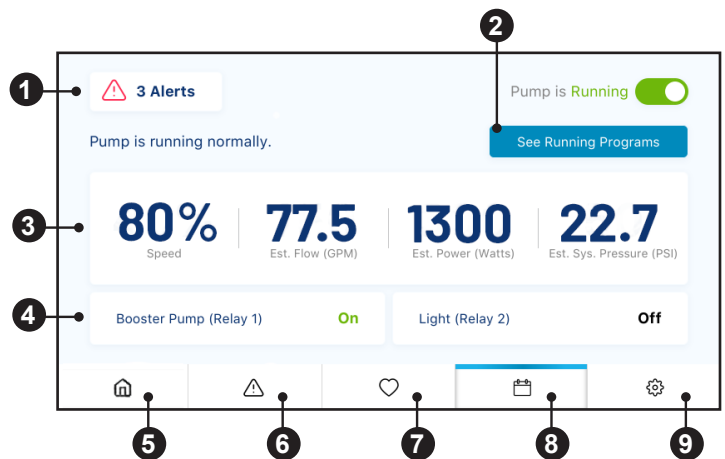 2
1
3 Alerts
Pump is Running
Pump is running normally.
See Running Programs
3
80% 77.5 1300 22.7
Speed Est. Flow (GPM) Est. Power (Watts) Est. Sys. Pressure (PSI)
4
Booster Pump (Relay 1) On Light (Relay 2) Off
5 6 7 8 9